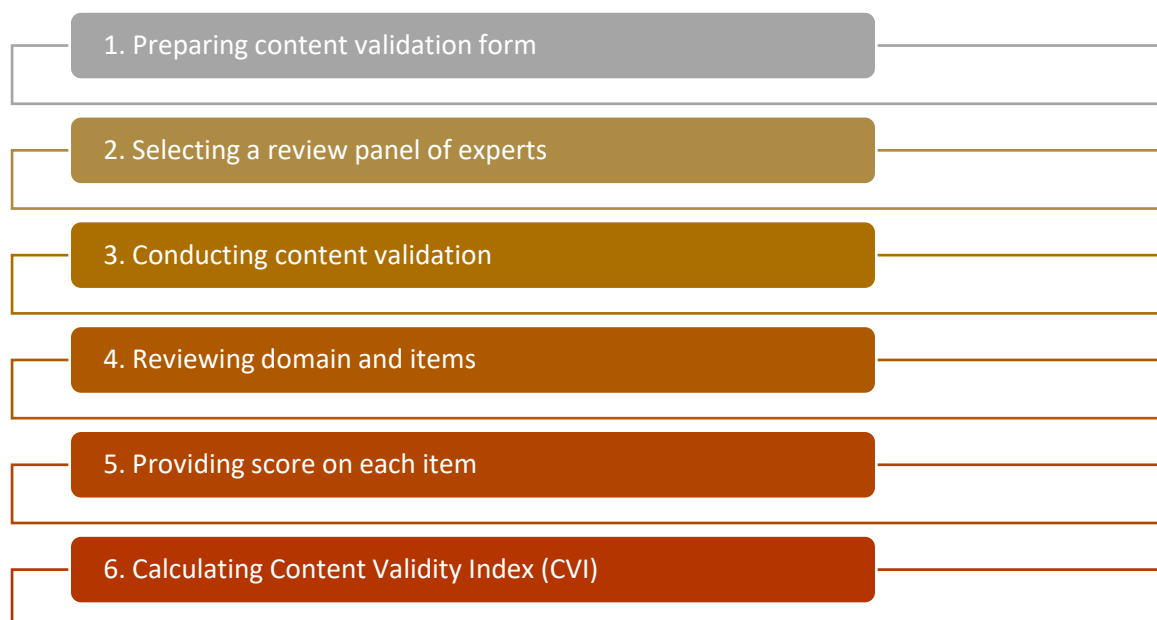 1. Preparing content validation form
2. Selecting a review panel of experts
3. Conducting content validation
4. Reviewing domain and items
5. Providing score on each item
6. Calculating Content Validity Index (CVI)